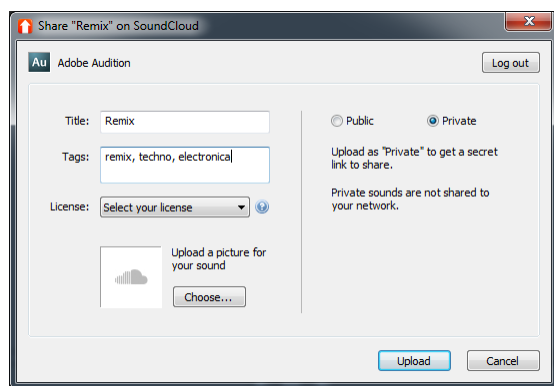 Share "Remix" on SoundCloud
Au Adobe Audition
Log out
Title: Remix
Tags: remix, techno, electronica
License: Select your license
Upload a picture for
your sound
Choose...
Public Private
Upload as "Private" to get a secret
link to share.
Private sounds are not shared to
your network.
Upload Cancel